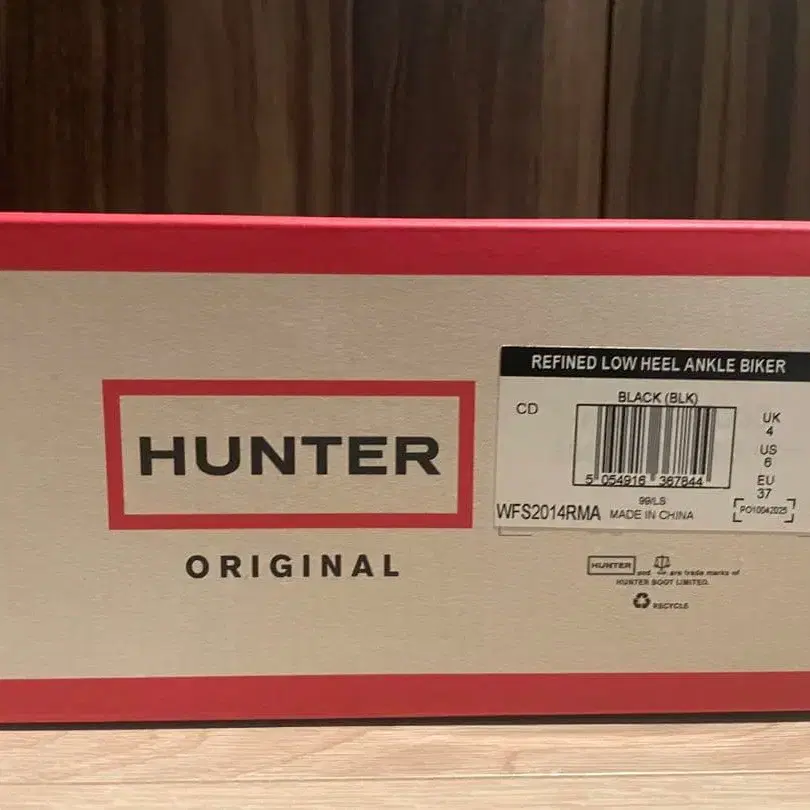 HUNTER
ORIGINAL
REFINED LOW HEEL ANKLE BIKER
BLACK (BLK)
CD
5 054916 367844
UK
4
US
6
EU
37
99/LS
WFS2014RMA MADE IN CHINA
PO10042025
HUNTER and are trade marks of
HUNTER BOOT LIMITED.
RECYCLE